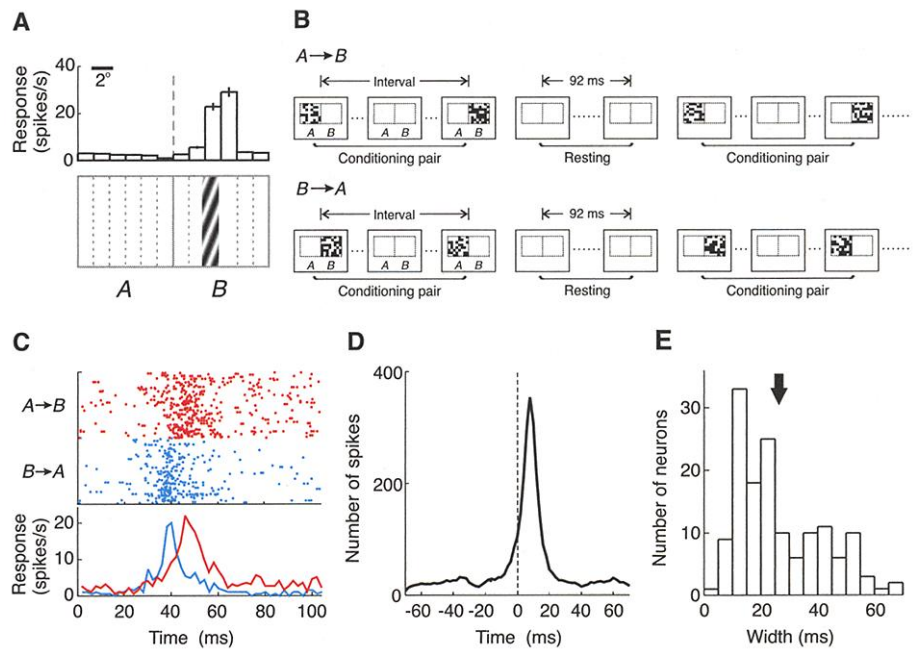 A
Response
(spikes/s)
40
20
0
2°
A
B
B
A→B
Interval
92 ms
A B
A B
A B
Conditioning pair
Resting
Conditioning pair
B→A
Interval
92 ms
A B
A B
A B
Conditioning pair
Resting
Conditioning pair
C
A→B
B→A
Response
(spikes/s)
20
10
0
0 20 40 60 80 100
Time (ms)
D
Number of spikes
400
200
0
-60 -40 -20 0 20 40 60
Time (ms)
E
Number of neurons
30
20
10
0
0 20 40 60
Width (ms)